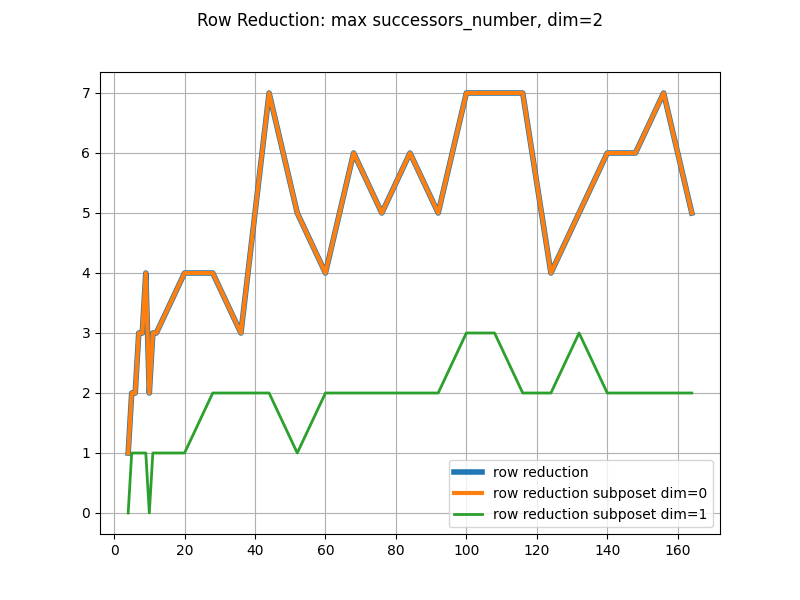 Row Reduction: max successors_number, dim=2
7
6
5
4
3
2
1
0
row reduction
row reduction subposet dim=0
row reduction subposet dim=1
0 20 40 60 80 100 120 140 160